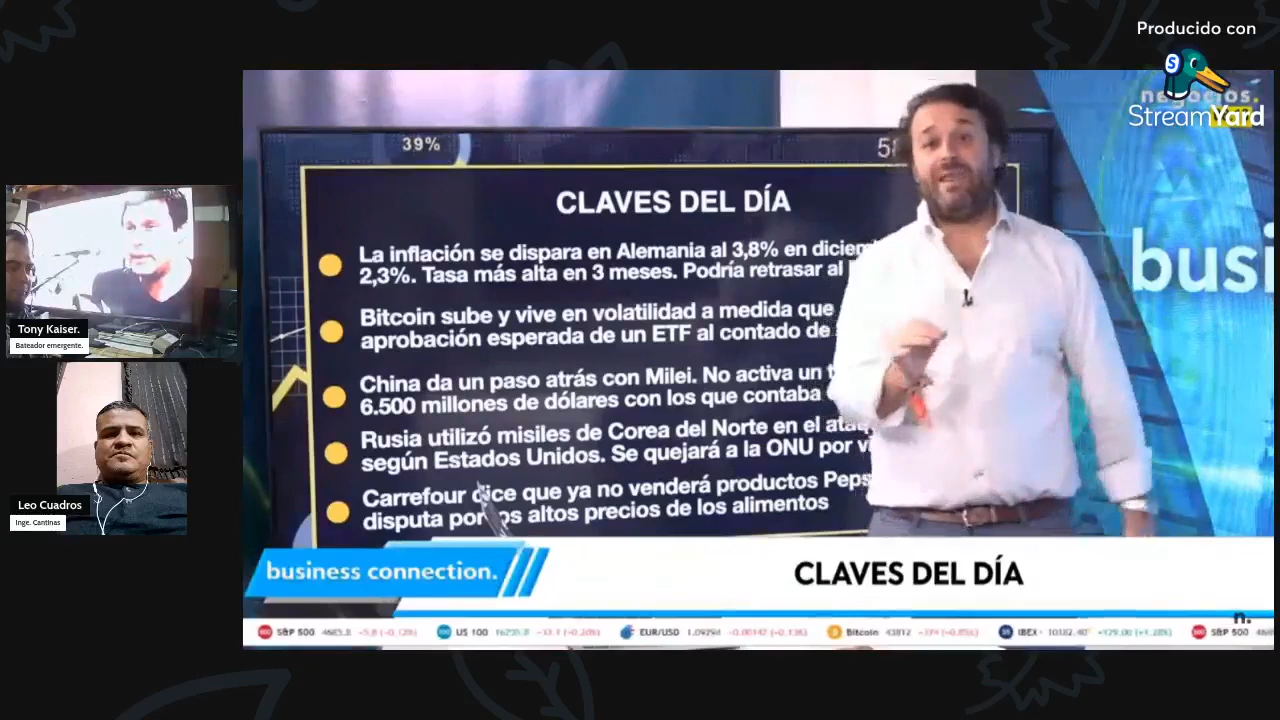 Producido con
StreamYard
negocios.
39%
CLAVES DEL DÍA
La inflación se dispara en Alemania al 3,8% en
2,3%. Tasa más alta en 3 meses. Podría retrasar al
Bitcoin sube y vive en volatilidad a medida que
aprobación esperada de un ETF al contado de
China da un paso atrás con Milei. No activa un
6.500 millones de dólares con los que contaba
Rusia utilizó misiles de Corea del Norte en el
según Estados Unidos. Se quejará a la ONU por
Carrefour dice que ya no venderá productos
disputa por los altos precios de los alimentos
busi
Tony Kaiser.
Bateador emergente.
Leo Cuadros
Inge. Cantinas
business connection.
CLAVES DEL DÍA
n.
S&P 500 US 100 EUR/USD Bitcoin 43812 IBEX S&P 500